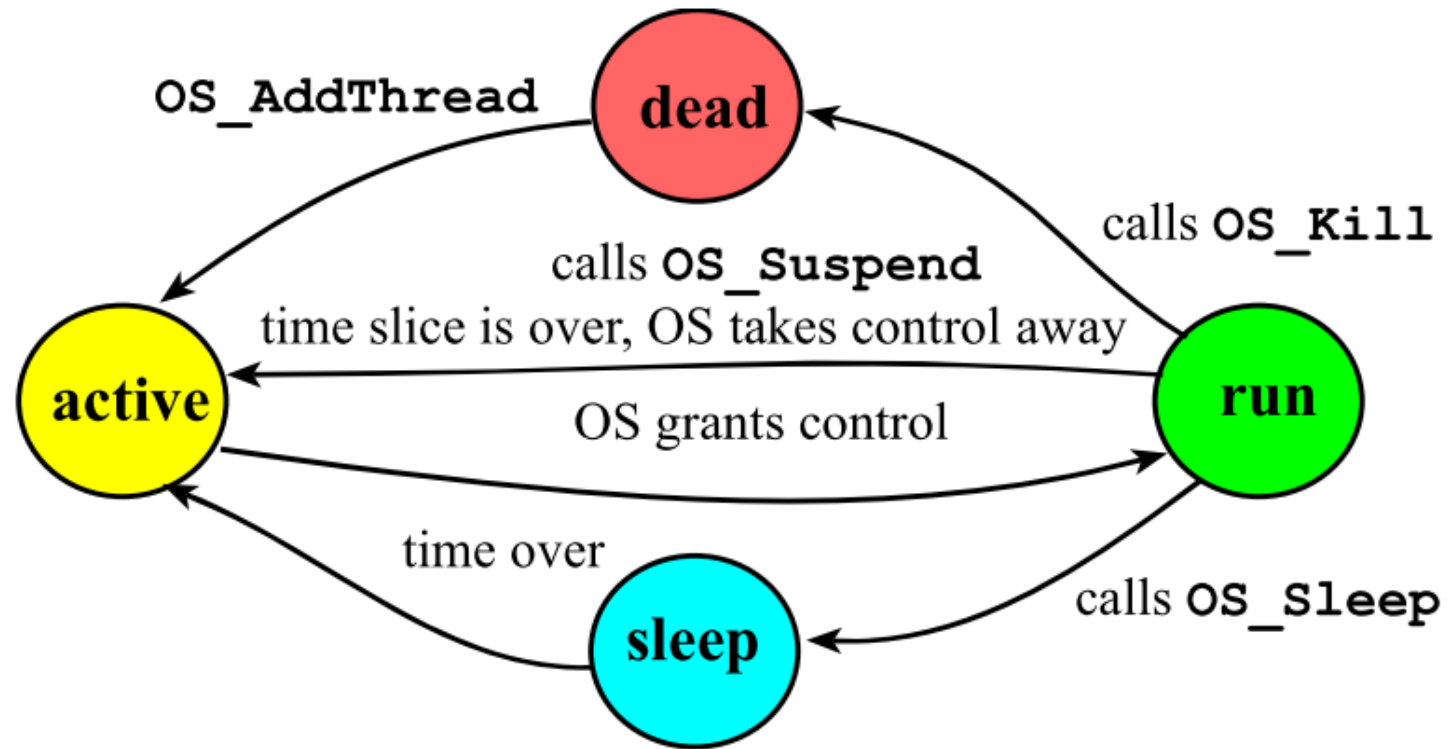 OS_AddThread
dead
calls OS_Kill
calls OS_Suspend
time slice is over, OS takes control away
active
run
OS grants control
time over
sleep
calls OS_Sleep